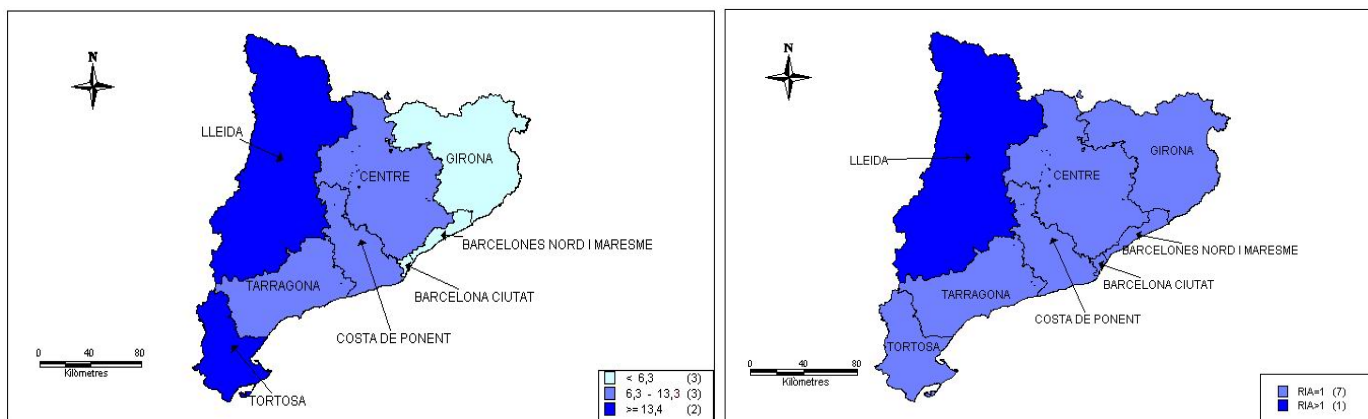 N
LLEIDA
GIRONA
CENTRE
BARCELONES NORD I MARESME
TARRAGONA
BARCELONA CIUTAT
COSTA DE PONENT
0 40 80
Kilòmetres
TORTOSA
< 6,3 (3)
6,3 - 13,3 (3)
>= 13,4 (2)
N
GIRONA
LLEIDA
CENTRE
BARCELONES NORD I MARESME
BARCELONA CIUTAT
TARRAGONA
COSTA DE PONENT
TORTOSA
0 40 80
Kilòmetres
RIA=1 (7)
RIA>1 (1)